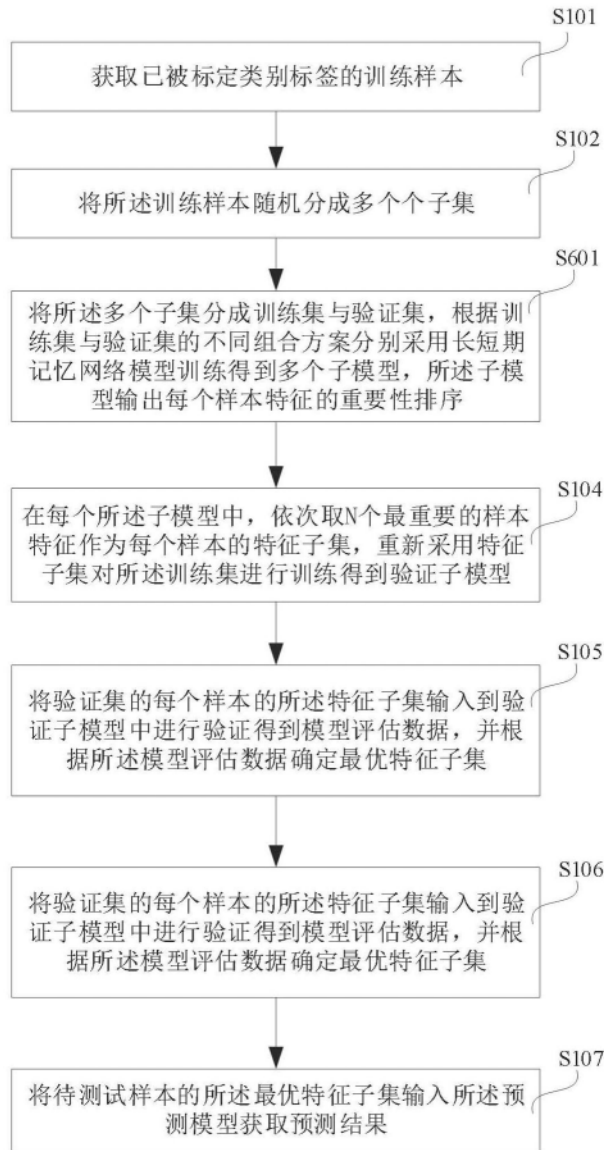 S101
获取已被标定类别标签的训练样本
S102
将所述训练样本随机分成多个个子集
S601
将所述多个子集分成训练集与验证集，根据训
练集与验证集的不同组合方案分别采用长短期
记忆网络模型训练得到多个子模型，所述子模
型输出每个样本特征的重要性排序
S104
在每个所述子模型中，依次取N个最重要的样本
特征作为每个样本的特征子集，重新采用特征
子集对所述训练集进行训练得到验证子模型
S105
将验证集的每个样本的所述特征子集输入到验
证子模型中进行验证得到模型评估数据，并根
据所述模型评估数据确定最优特征子集
S106
将验证集的每个样本的所述特征子集输入到验
证子模型中进行验证得到模型评估数据，并根
据所述模型评估数据确定最优特征子集
S107
将待测试样本的所述最优特征子集输入所述预
测模型获取预测结果